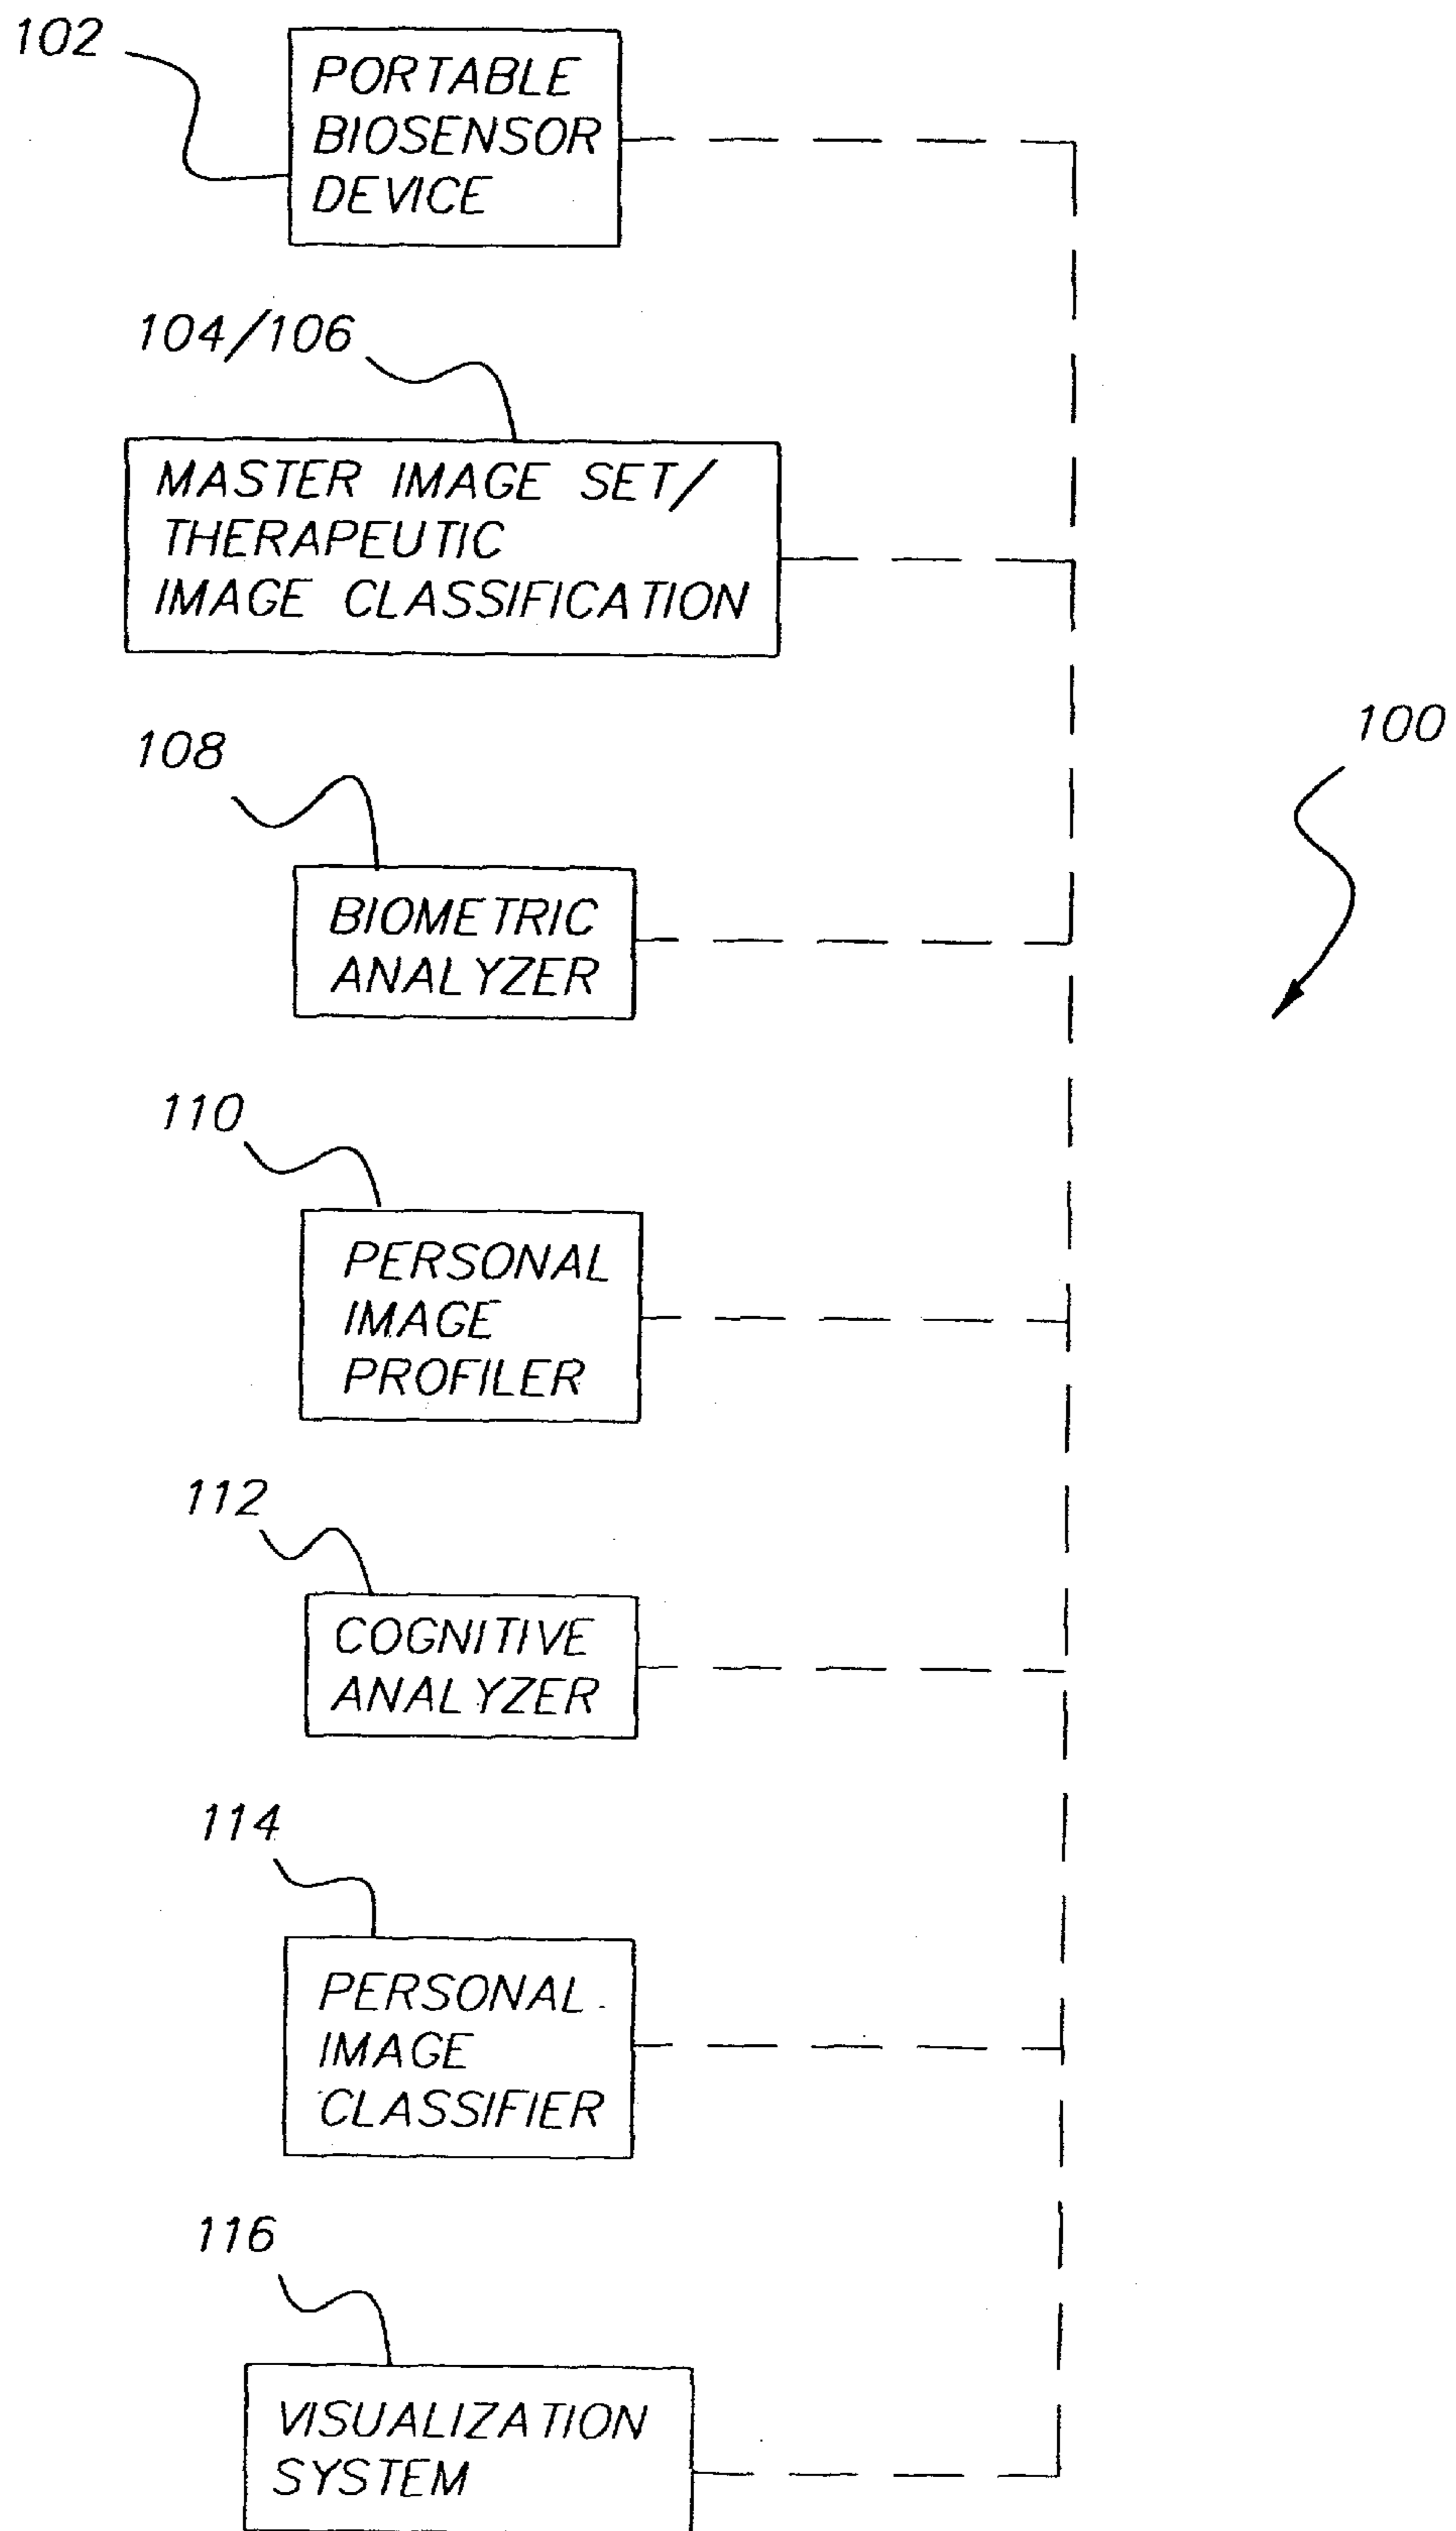 102
PORTABLE
BIOSENSOR
DEVICE
104/106
MASTER IMAGE SET/
THERAPEUTIC
IMAGE CLASSIFICATION
108
100
BIOMETRIC
ANALYZER
110
PERSONAL
IMAGE
PROFILER
112
COGNITIVE
ANALYZER
114
PERSONAL
IMAGE
CLASSIFIER
116
VISUALIZATION
SYSTEM